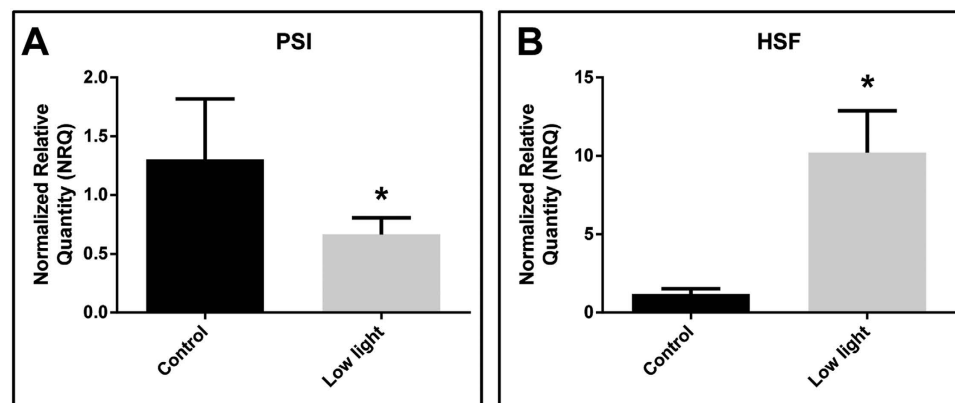 A
PSI
Normalized Relative
Quantity (NRQ)
2.0
1.5
1.0
0.5
0.0
*
Control
Low light
B
HSF
Normalized Relative
Quantity (NRQ)
15
10
5
0
*
Control
Low light